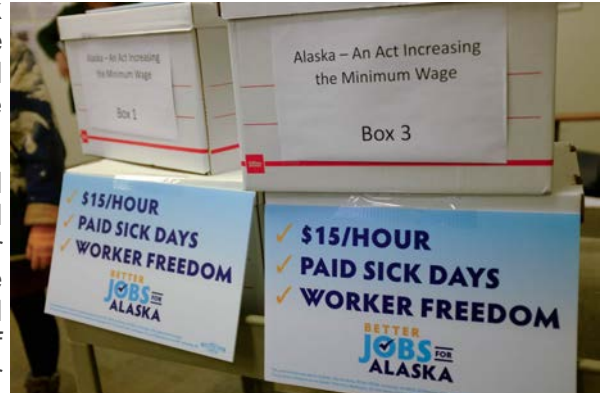 Alaska – An Act Increasing
the Minimum Wage
Box 1
Alaska – An Act Increasing
the Minimum Wage
Box 3
✓ $15/HOUR
✓ PAID SICK DAYS
✓ WORKER FREEDOM
BETTER
JOBS FOR
ALASKA
✓ $15/HOUR
✓ PAID SICK DAYS
✓ WORKER FREEDOM
BETTER
JOBS FOR
ALASKA